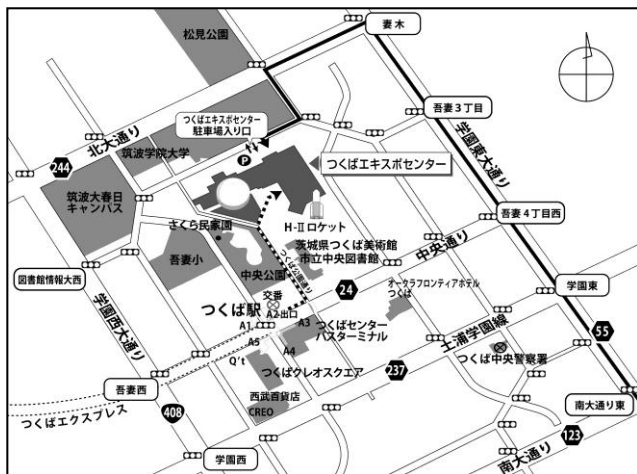 妻木
松見公園
吾妻3丁目
つくばエキスポセンター
駐車場入り口
北大通り
学園東大通り
筑波学院大学
P
つくばエキスポセンター
244
筑波大春日
キャンパス
吾妻4丁目西
さくら民家園
H-Ⅱロケット
つくば公園通り
茨城県つくば美術館
市立中央図書館
中央通り
吾妻小
中央公園
図書館情報大西
24
オークラフロンティアホテル
つくば
学園東
交番
つくば駅
A2出口
学園西大通り
A1
A3
つくばセンター
バスターミナル
土浦学園線
55
A5
A4
つくば中央警察署
Q't
つくばクレオスクエア
237
吾妻西
西武百貨店
CREO
南大通り東
つくばエクスプレス
408
123
学園西
南大通り